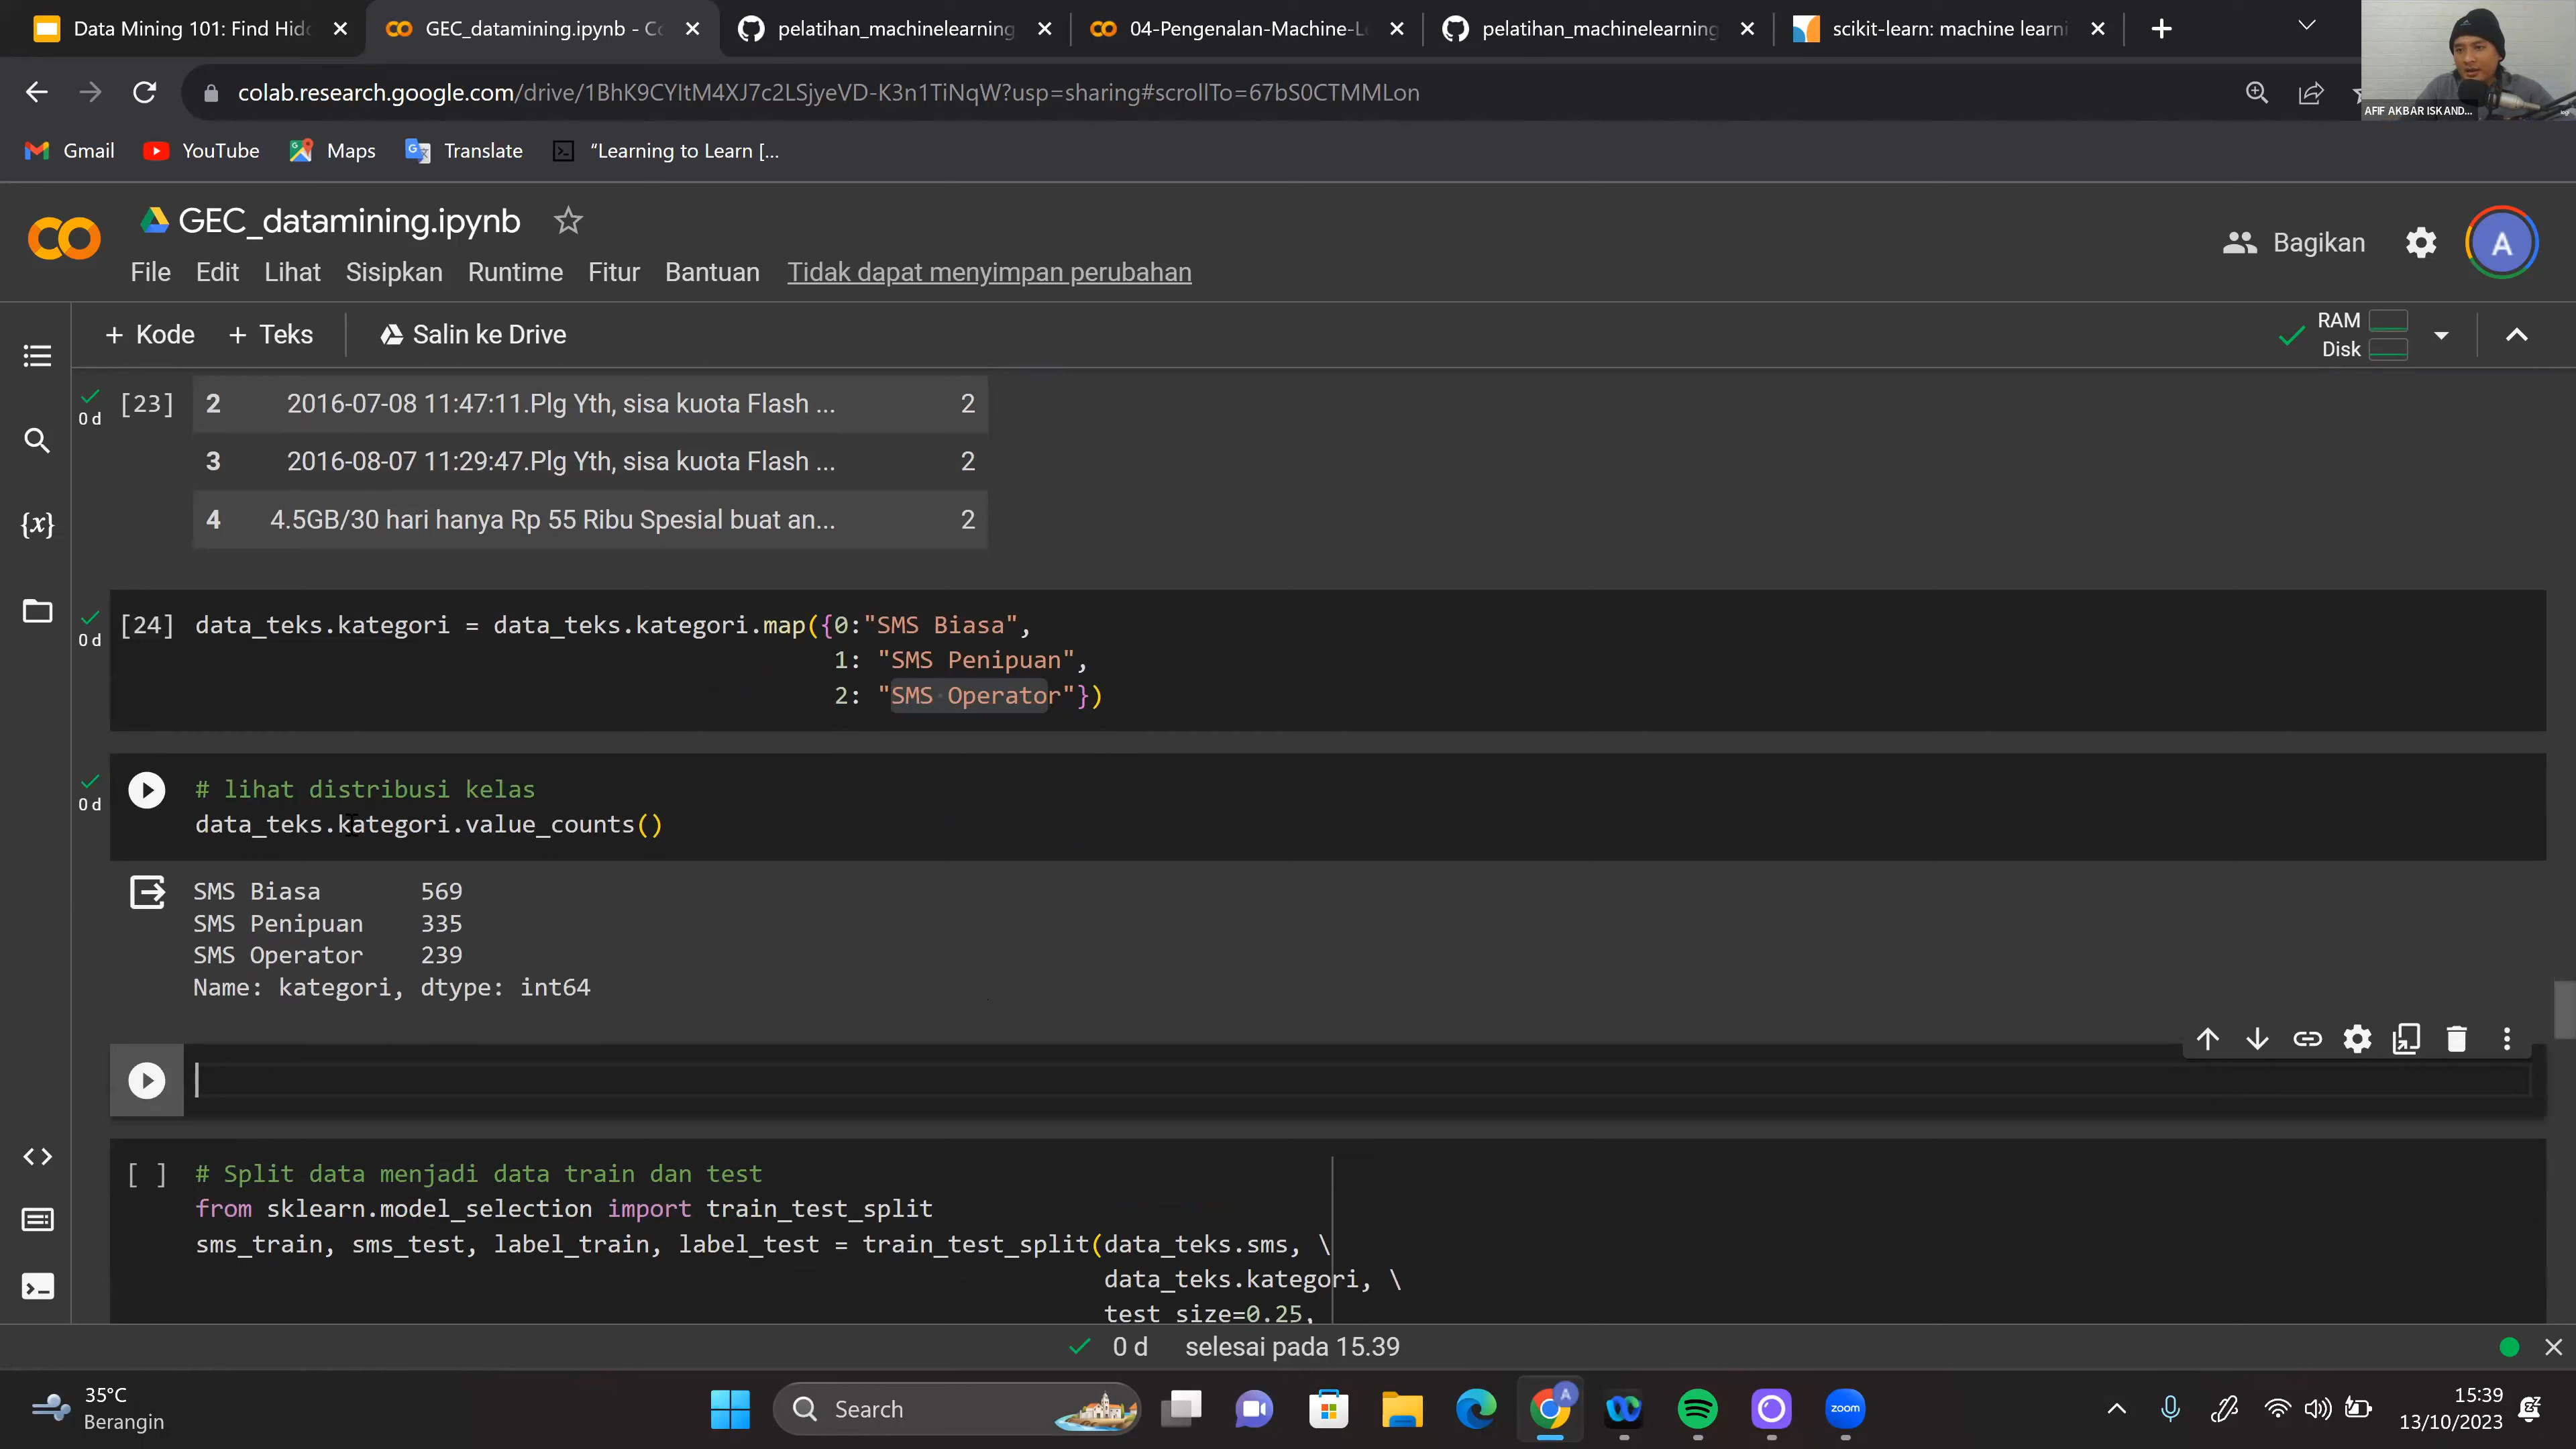 Data Mining 101: Find Hidd
GEC_datamining.ipynb - Co
pelatihan_machinelearning
04-Pengenalan-Machine-L
pelatihan_machinelearning
scikit-learn: machine learni
colab.research.google.com/drive/1BhK9CYItM4XJ7c2LSjyeVD-K3n1TiNqW?usp=sharing#scrollTo=67bS0CTMMLon
AFIF AKBAR ISKAND...
Gmail
YouTube
Maps
Translate
“Learning to Learn [...
GEC_datamining.ipynb
Bagikan
A
File Edit Lihat Sisipkan Runtime Fitur Bantuan Tidak dapat menyimpan perubahan
+ Kode + Teks Salin ke Drive
RAM
Disk
[23] 2 2016-07-08 11:47:11.Plg Yth, sisa kuota Flash ... 2
0 d
3 2016-08-07 11:29:47.Plg Yth, sisa kuota Flash ... 2
4 4.5GB/30 hari hanya Rp 55 Ribu Spesial buat an... 2
[24] data_teks.kategori = data_teks.kategori.map({0:"SMS Biasa",
0 d
1: "SMS Penipuan",
2: "SMS Operator"})
# lihat distribusi kelas
0 d
data_teks.kategori.value_counts()
SMS Biasa 569
SMS Penipuan 335
SMS Operator 239
Name: kategori, dtype: int64
[ ] # Split data menjadi data train dan test
from sklearn.model_selection import train_test_split
sms_train, sms_test, label_train, label_test = train_test_split(data_teks.sms, \
data_teks.kategori, \
test_size=0.25,
0 d selesai pada 15.39
35°C
Berangin
Search
A
zoom
15:39
13/10/2023